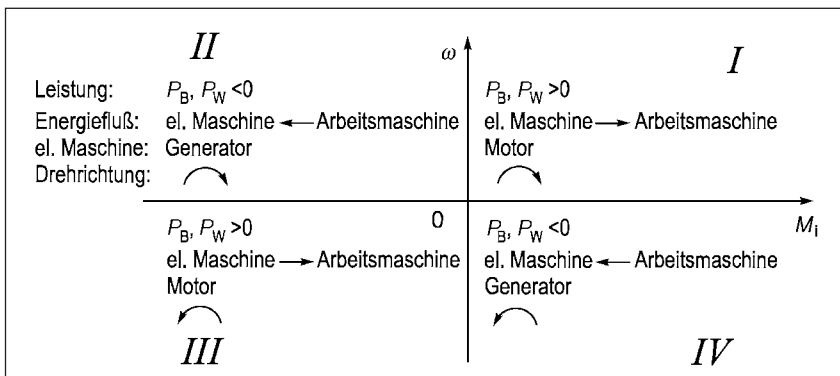 II ω I
Leistung: P_B, P_W <0 P_B, P_W >0
Energiefluß: el. Maschine ← Arbeitsmaschine el. Maschine → Arbeitsmaschine
el. Maschine: Generator Motor
Drehrichtung:
0 M_i
P_B, P_W >0 P_B, P_W <0
el. Maschine → Arbeitsmaschine el. Maschine ← Arbeitsmaschine
Motor Generator
III IV